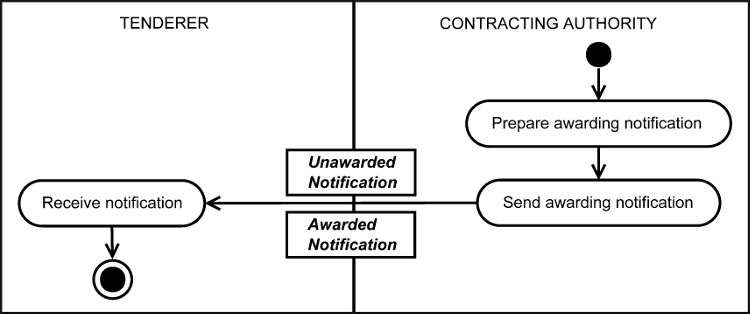 TENDERER
CONTRACTING AUTHORITY
Prepare awarding notification
Unawarded
Notification
Receive notification
Send awarding notification
Awarded
Notification